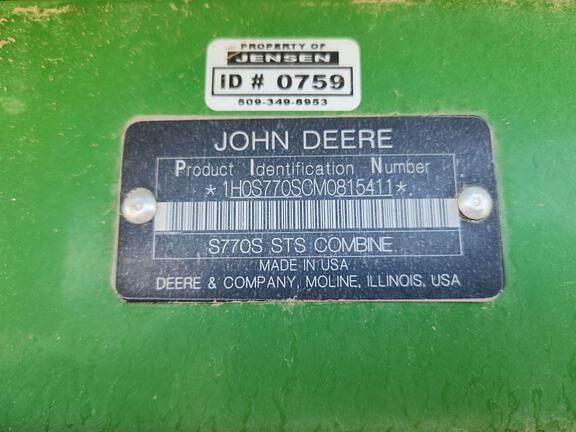 PROPERTY OF
JENSEN
ID # 0759
509-349-8953
JOHN DEERE
Product Identification Number
*1H0S770SCM0815411*
S770S STS COMBINE
MADE IN USA
DEERE & COMPANY, MOLINE, ILLINOIS, USA